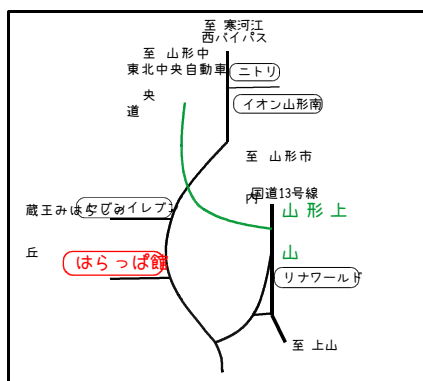 至 寒河江
西バイパス
至 山形中
東北中央自動車
央
道
ニトリ
イオン山形南
至 山形市
内
国道13号線
山形上
山
蔵王みはらしの
丘
セブイレブン
はらっぱ館
リナワールド
至 上山